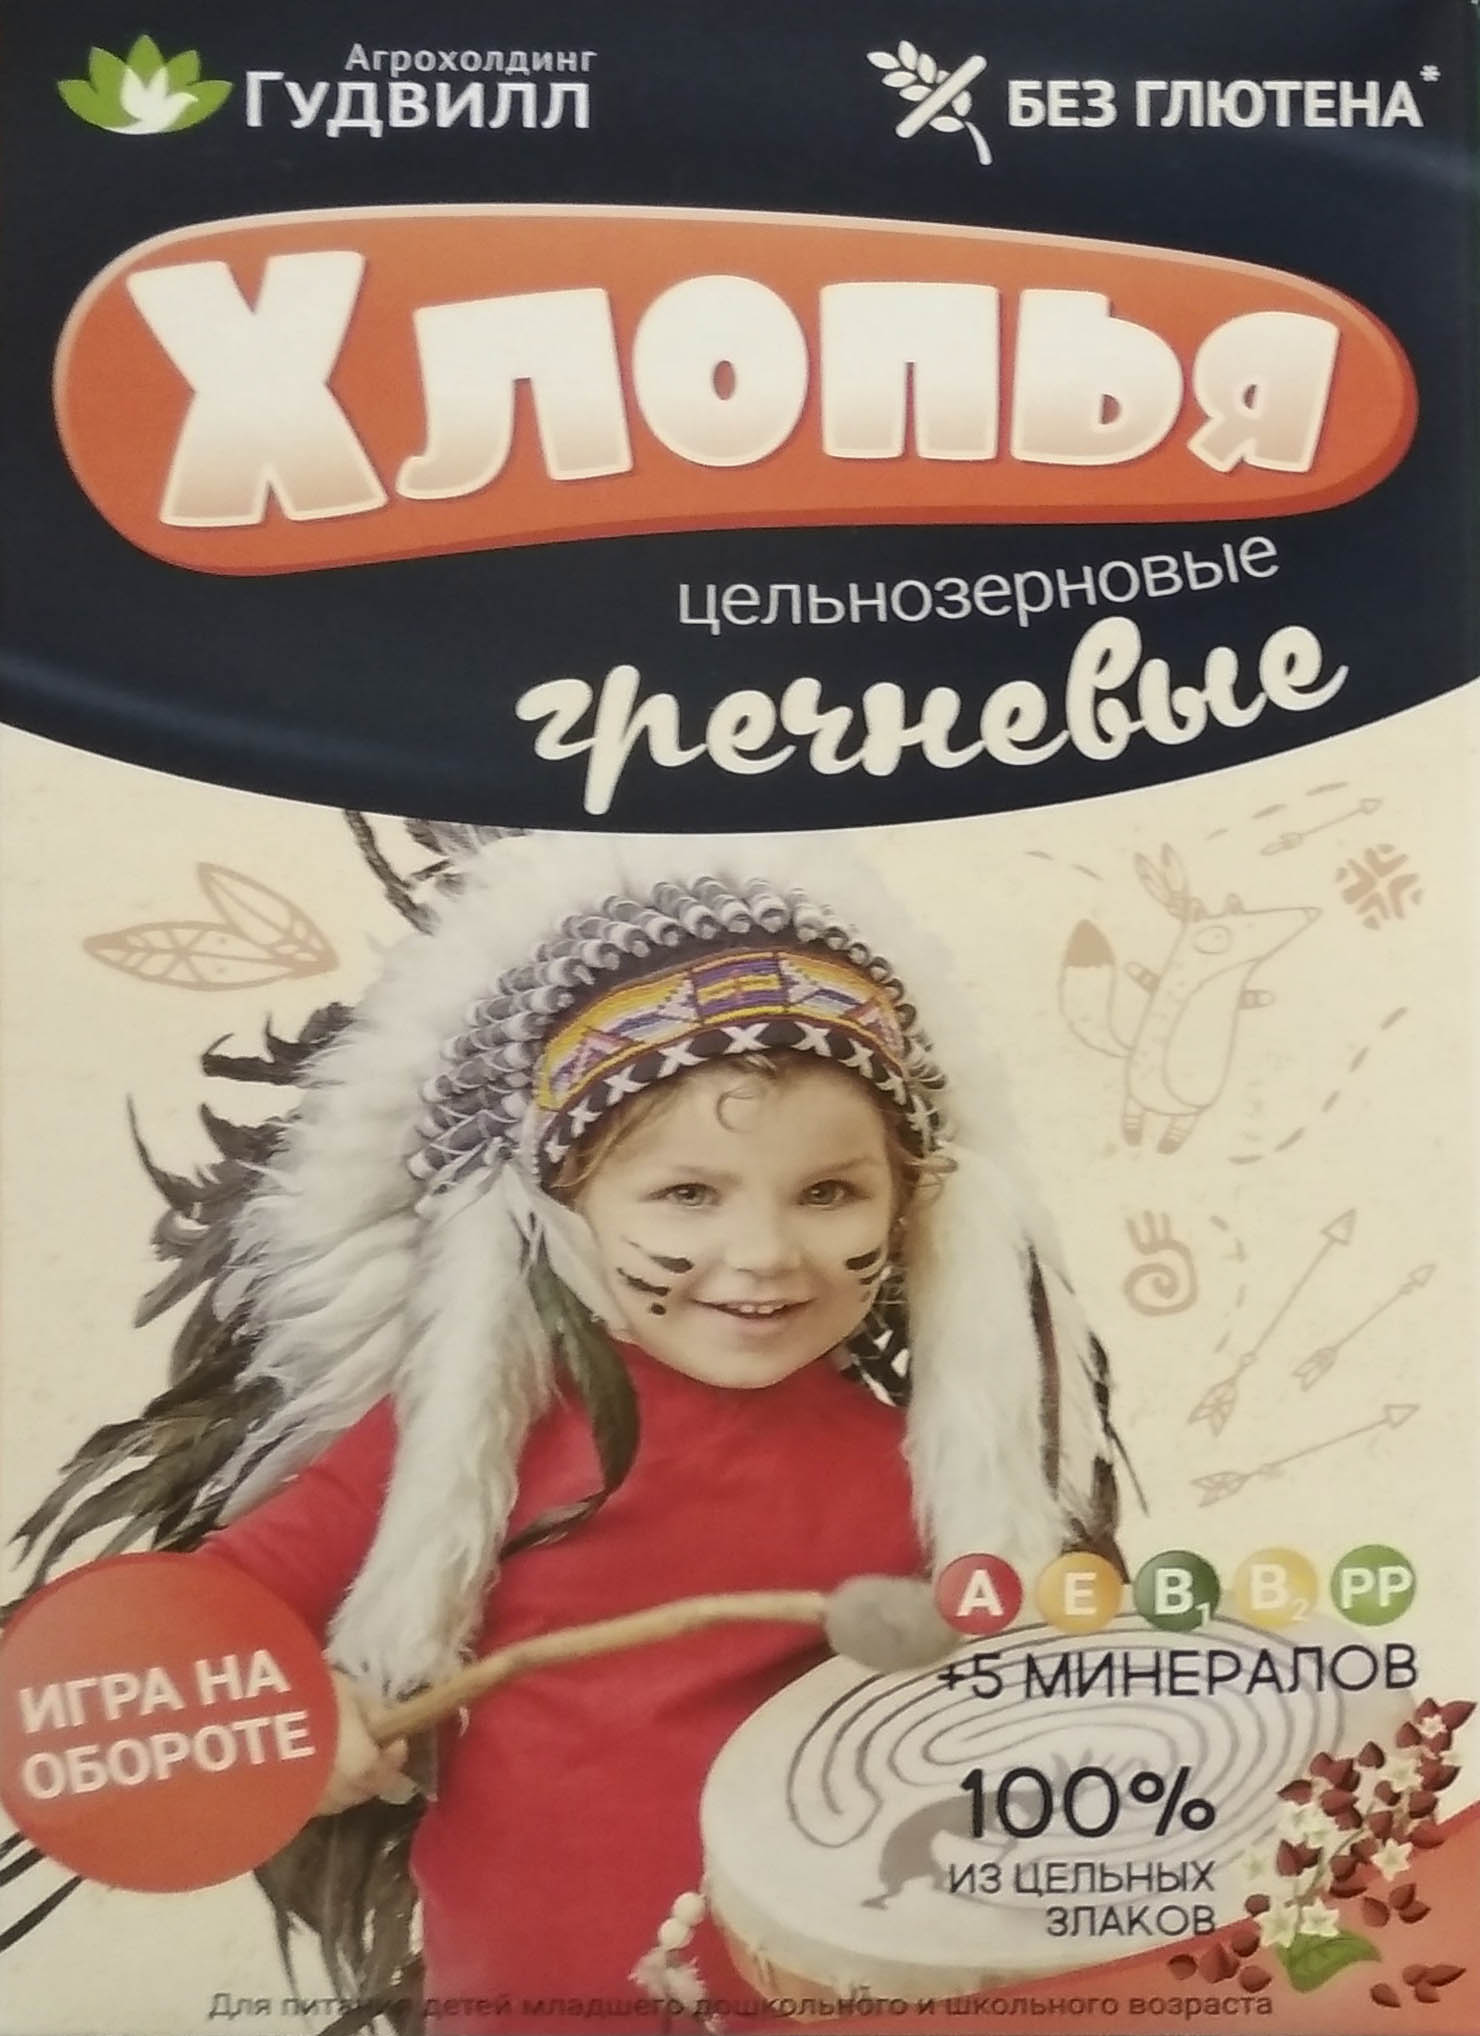 Агрохолдинг
ГУДВИЛЛ
БЕЗ ГЛЮТЕНА*
Хлопья
цельнозерновые
гречневые
A E B1 B2 PP
+5 МИНЕРАЛОВ
ИГРА НА
ОБОРОТЕ
100%
ИЗ ЦЕЛЬНЫХ
ЗЛАКОВ
Для питания детей младшего дошкольного и школьного возраста